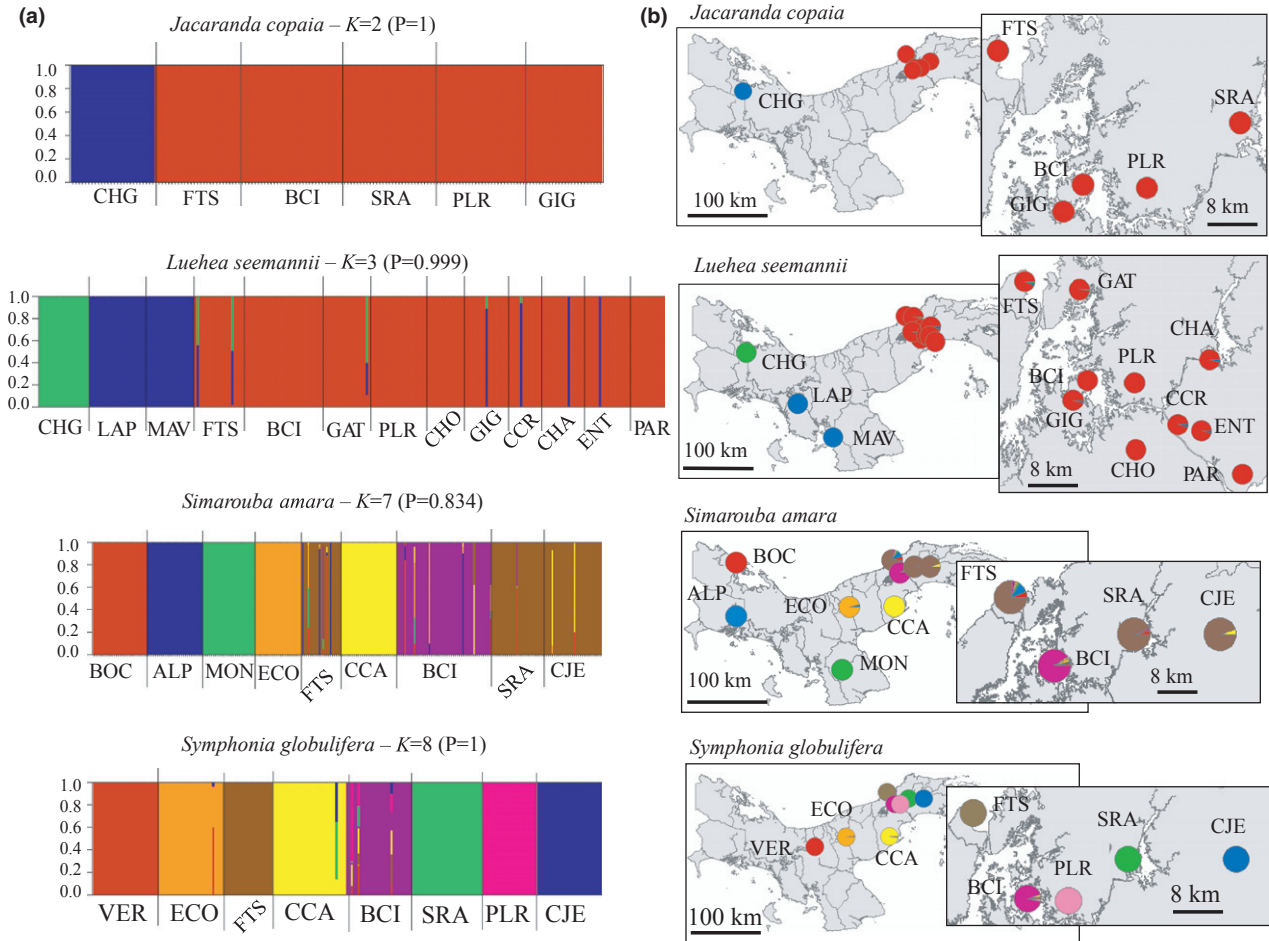 (a)
Jacaranda copaia – K=2 (P=1)
1.0
0.8
0.6
0.4
0.2
0.0
CHG FTS BCI SRA PLR GIG
Luehea seemannii – K=3 (P=0.999)
1.0
0.8
0.6
0.4
0.2
0.0
CHG LAP MAV FTS BCI GAT PLR CHO GIG CCR CHA ENT PAR
Simarouba amara – K=7 (P=0.834)
1.0
0.8
0.6
0.4
0.2
0.0
BOC ALP MON ECO FTS CCA BCI SRA CJE
Symphonia globulifera – K=8 (P=1)
1.0
0.8
0.6
0.4
0.2
0.0
VER ECO FTS CCA BCI SRA PLR CJE
(b)
Jacaranda copaia
CHG
100 km
FTS
SRA
BCI
PLR
GIG
8 km
Luehea seemannii
CHG
LAP
MAV
100 km
FTS
GAT
CHA
PLR
BCI
CCR
GIG
ENT
CHO
PAR
8 km
Simarouba amara
BOC
ALP
ECO
CCA
MON
100 km
FTS
SRA
CJE
BCI
8 km
Symphonia globulifera
ECO
VER
CCA
100 km
FTS
SRA
CJE
PLR
BCI
8 km